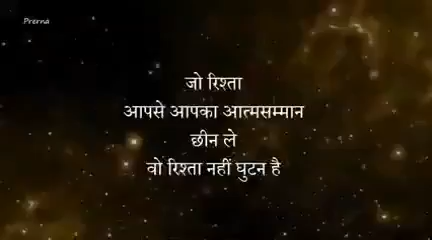 Prerna
जो रिश्ता
आपसे आपका आत्मसम्मान
छीन ले
वो रिश्ता नहीं घुटन है